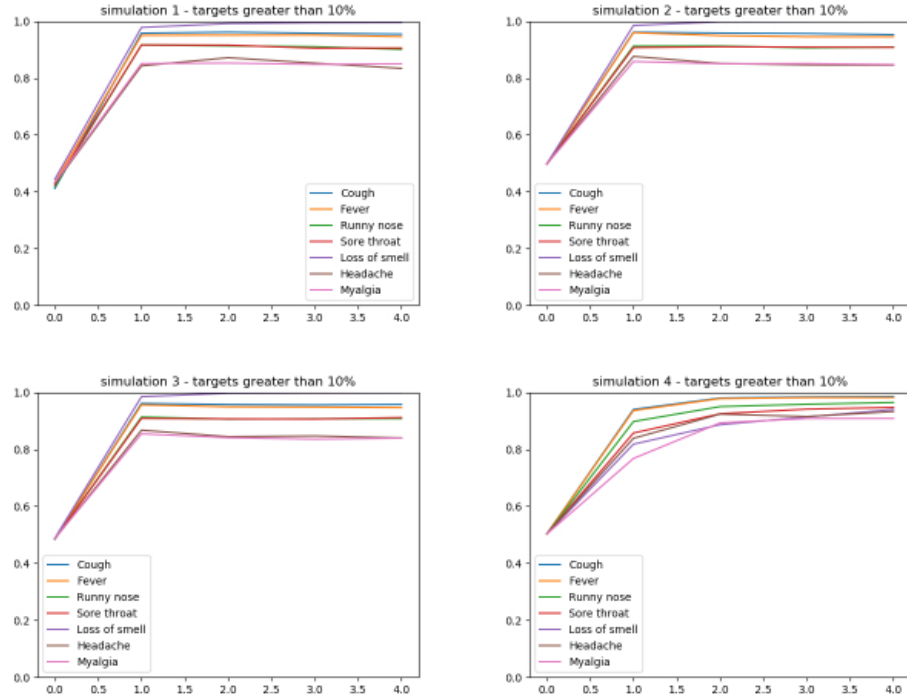 simulation 1 - targets greater than 10%
1.0
0.8
0.6
0.4
0.2
0.0
Cough
Fever
Runny nose
Sore throat
Loss of smell
Headache
Myalgia
0.0 0.5 1.0 1.5 2.0 2.5 3.0 3.5 4.0
simulation 2 - targets greater than 10%
1.0
0.8
0.6
0.4
0.2
0.0
Cough
Fever
Runny nose
Sore throat
Loss of smell
Headache
Myalgia
0.0 0.5 1.0 1.5 2.0 2.5 3.0 3.5 4.0
simulation 3 - targets greater than 10%
1.0
0.8
0.6
0.4
0.2
0.0
Cough
Fever
Runny nose
Sore throat
Loss of smell
Headache
Myalgia
0.0 0.5 1.0 1.5 2.0 2.5 3.0 3.5 4.0
simulation 4 - targets greater than 10%
1.0
0.8
0.6
0.4
0.2
0.0
Cough
Fever
Runny nose
Sore throat
Loss of smell
Headache
Myalgia
0.0 0.5 1.0 1.5 2.0 2.5 3.0 3.5 4.0